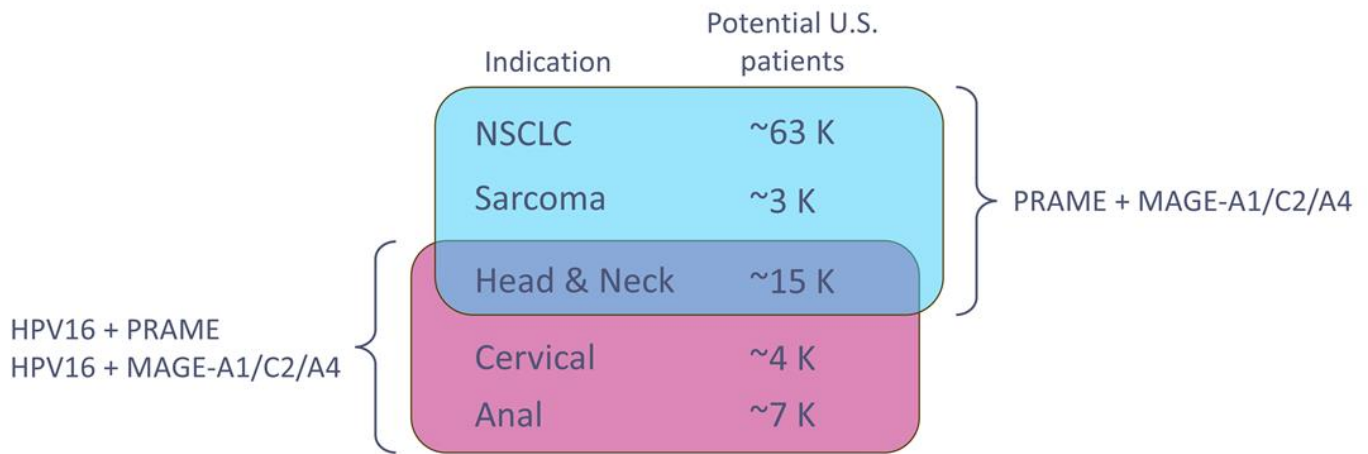 Potential U.S.
Indication patients
NSCLC ~63 K
Sarcoma ~3 K
PRAME + MAGE-A1/C2/A4
Head & Neck ~15 K
HPV16 + PRAME
HPV16 + MAGE-A1/C2/A4
Cervical ~4 K
Anal ~7 K